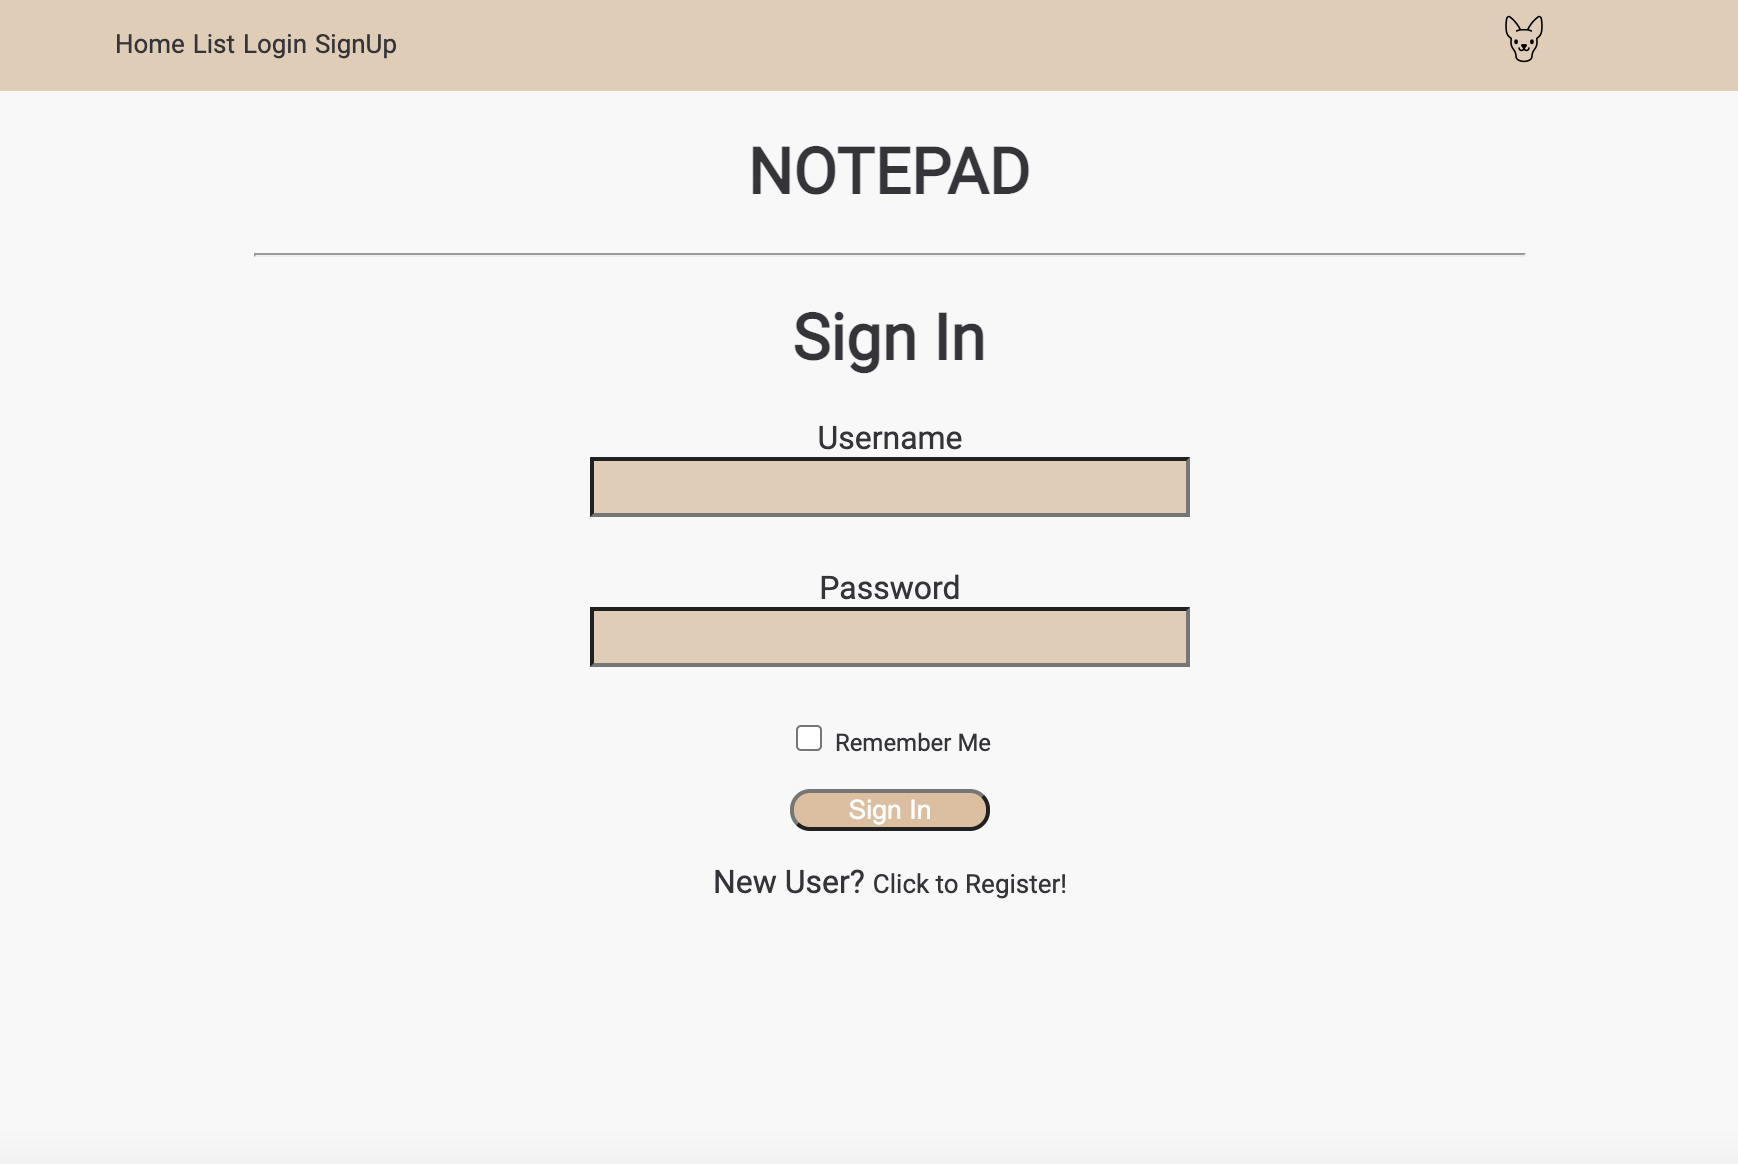 Home List Login SignUp
NOTEPAD
Sign In
Username
Password
Remember Me
Sign In
New User? Click to Register!